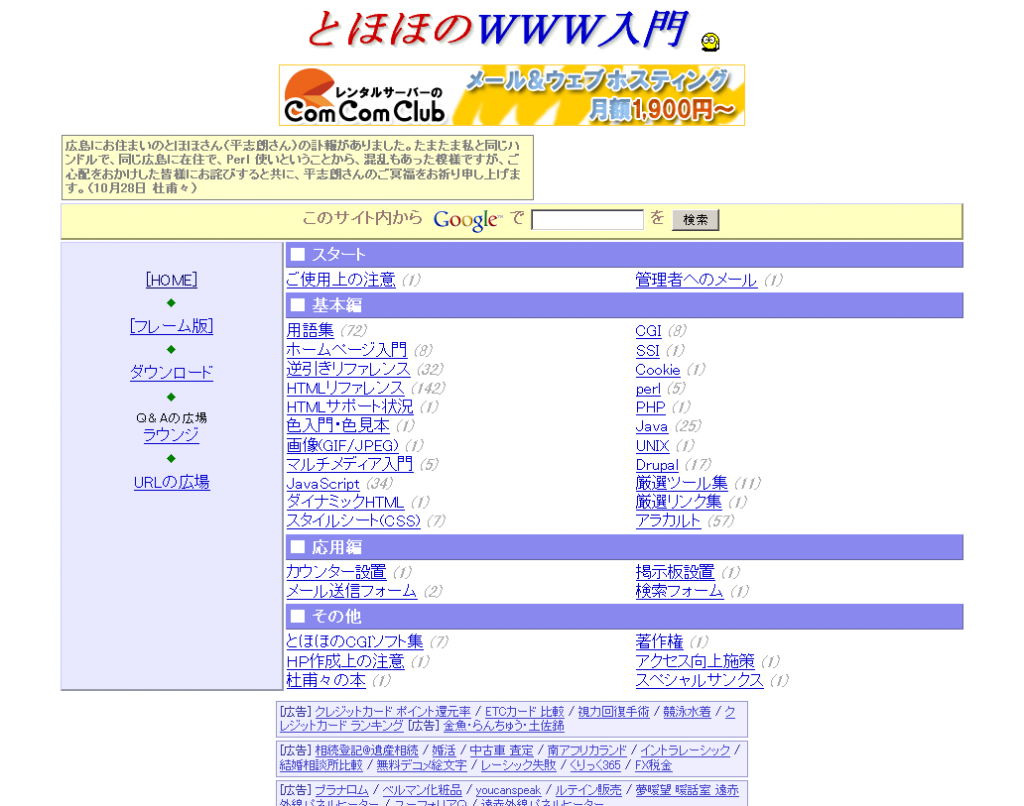 とほほのWWW入門
レンタルサーバーの
Com Com Club
メール&ウェブホスティング
月額1,900円〜
広島にお住まいのとほほさん(平志朗さん)の訃報がありました。たまたま私と同じハ
ンドルで、同じ広島に在住で、Perl 使いということから、混乱もあった模様ですが、ご
心配をおかけした皆様にお詫びすると共に、平志朗さんのご冥福をお祈り申し上げま
す。(10月28日 杜甫々)
このサイト内から Google™ で を 検索
[HOME]
[フレーム版]
ダウンロード
Q&Aの広場
ラウンジ
URLの広場
■ スタート
ご使用上の注意 (1) 管理者へのメール (1)
■ 基本編
用語集 (72) CGI (8)
ホームページ入門 (8) SSI (1)
逆引きリファレンス (32) Cookie (1)
HTMLリファレンス (142) perl (5)
HTMLサポート状況 (1) PHP (1)
色入門・色見本 (1) Java (25)
画像(GIF/JPEG) (1) UNIX (1)
マルチメディア入門 (5) Drupal (17)
JavaScript (34) 厳選ツール集 (11)
ダイナミックHTML (1) 厳選リンク集 (1)
スタイルシート(CSS) (7) アラカルト (57)
■ 応用編
カウンター設置 (1) 掲示板設置 (1)
メール送信フォーム (2) 検索フォーム (1)
■ その他
とほほのCGIソフト集 (7) 著作権 (1)
HP作成上の注意 (1) アクセス向上施策 (1)
杜甫々の本 (1) スペシャルサンクス (1)
[広告] クレジットカード ポイント還元率 / ETCカード 比較 / 視力回復手術 / 競泳水着 / ク
レジットカード ランキング [広告] 金魚・らんちゅう・土佐錦
[広告] 相続登記@遺産相続 / 婚活 / 中古車 査定 / 南アフリカランド / イントラレーシック /
結婚相談所比較 / 無料デコメ絵文字 / レーシック失敗 / くりっく365 / FX税金
[広告] プラナロム / ベルマン化粧品 / youcanspeak / ルテイン販売 / 夢暖望 暖話室 遠赤
外線パネルヒーター / ユーフォリアQ / 遠赤外線パネルヒーター